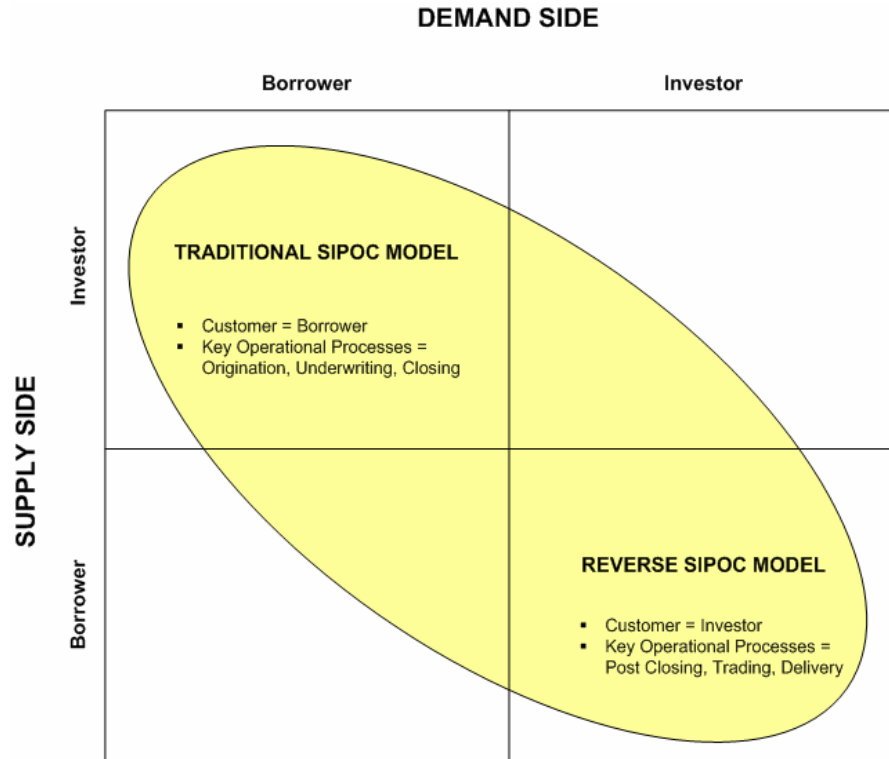 DEMAND SIDE
Borrower
Investor
SUPPLY SIDE
Investor
TRADITIONAL SIPOC MODEL
▪ Customer = Borrower
▪ Key Operational Processes =
Origination, Underwriting, Closing
Borrower
REVERSE SIPOC MODEL
▪ Customer = Investor
▪ Key Operational Processes =
Post Closing, Trading, Delivery